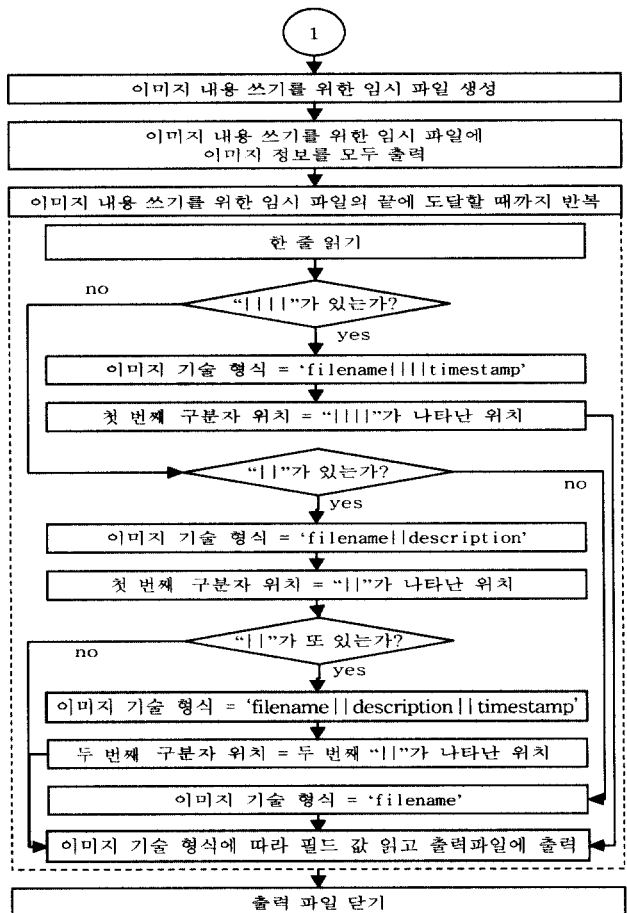 1
이미지 내용 쓰기를 위한 임시 파일 생성
이미지 내용 쓰기를 위한 임시 파일에
이미지 정보를 모두 출력
이미지 내용 쓰기를 위한 임시 파일의 끝에 도달할 때까지 반복
한 줄 읽기
no
“||||”가 있는가?
yes
이미지 기술 형식 = ‘filename||||timestamp’
첫 번째 구분자 위치 = “||||”가 나타난 위치
“||”가 있는가?
no
yes
이미지 기술 형식 = ‘filename||description’
첫 번째 구분자 위치 = “||”가 나타난 위치
“||”가 또 있는가?
no
yes
이미지 기술 형식 = ‘filename||description||timestamp’
두 번째 구분자 위치 = 두 번째 “||”가 나타난 위치
이미지 기술 형식 = ‘filename’
이미지 기술 형식에 따라 필드 값 읽고 출력파일에 출력
출력 파일 닫기